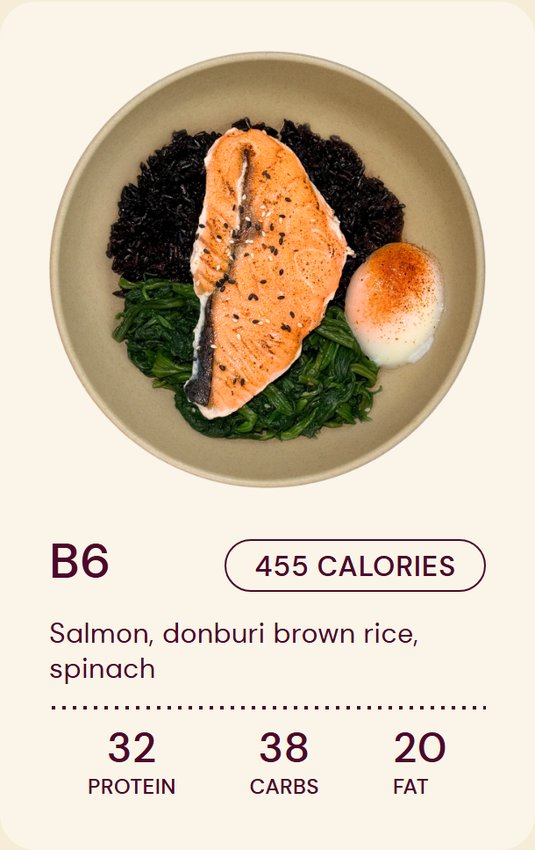 B6
455 CALORIES
Salmon, donburi brown rice,
spinach
32 38 20
PROTEIN CARBS FAT